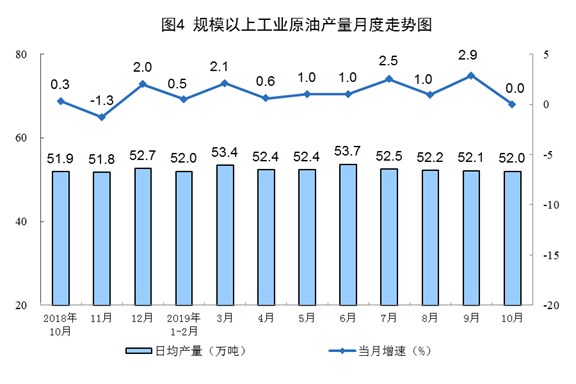 图4 规模以上工业原油产量月度走势图
80
60
40
20
5
0
-5
-10
-15
-20
0.3
-1.3
2.0
0.5
2.1
0.6
1.0
1.0
2.5
1.0
2.9
0.0
51.9
51.8
52.7
52.0
53.4
52.4
52.4
53.7
52.5
52.2
52.1
52.0
2018年
10月
11月
12月
2019年
1-2月
3月
4月
5月
6月
7月
8月
9月
10月
日均产量（万吨）
当月增速（%）